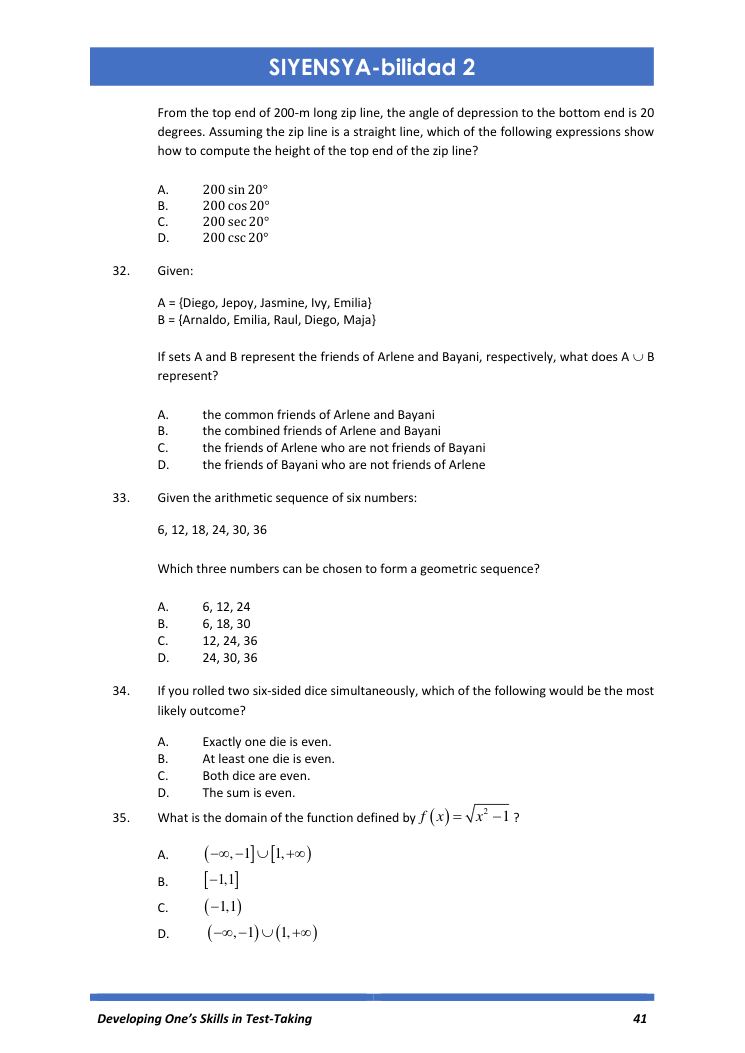 SIYENSYA-bilidad 2
From the top end of 200-m long zip line, the angle of depression to the bottom end is 20
degrees. Assuming the zip line is a straight line, which of the following expressions show
how to compute the height of the top end of the zip line?
A. 200 sin 20°
B. 200 cos 20°
C. 200 sec 20°
D. 200 csc 20°
32. Given:
A = {Diego, Jepoy, Jasmine, Ivy, Emilia}
B = {Arnaldo, Emilia, Raul, Diego, Maja}
If sets A and B represent the friends of Arlene and Bayani, respectively, what does A ∪ B
represent?
A. the common friends of Arlene and Bayani
B. the combined friends of Arlene and Bayani
C. the friends of Arlene who are not friends of Bayani
D. the friends of Bayani who are not friends of Arlene
33. Given the arithmetic sequence of six numbers:
6, 12, 18, 24, 30, 36
Which three numbers can be chosen to form a geometric sequence?
A. 6, 12, 24
B. 6, 18, 30
C. 12, 24, 36
D. 24, 30, 36
34. If you rolled two six-sided dice simultaneously, which of the following would be the most
likely outcome?
A. Exactly one die is even.
B. At least one die is even.
C. Both dice are even.
D. The sum is even.
35. What is the domain of the function defined by f(x) = √(x² − 1) ?
A. (−∞,−1] ∪ [1,+∞)
B. [−1,1]
C. (−1,1)
D. (−∞,−1) ∪ (1,+∞)
Developing One's Skills in Test-Taking 41